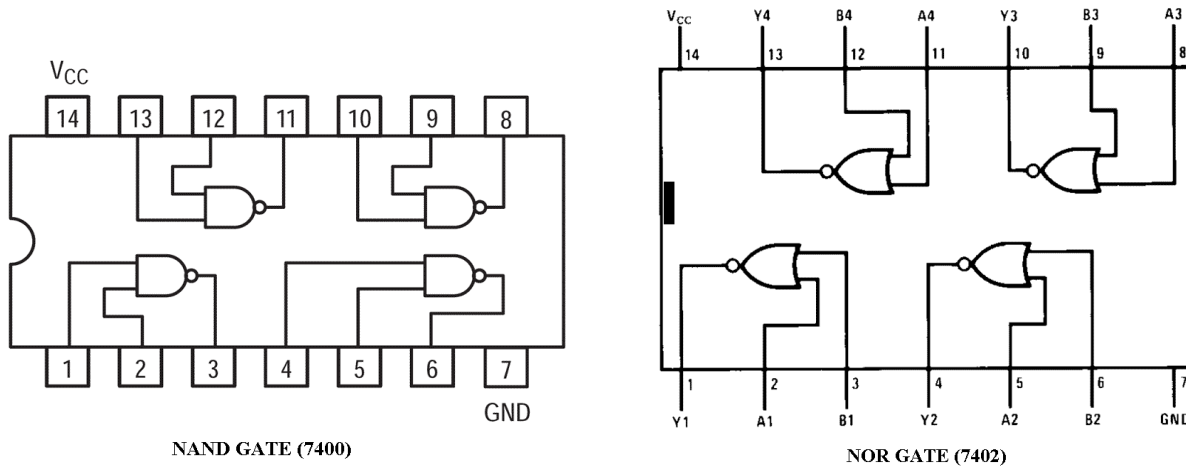 V_CC
14 13 12 11 10 9 8
1 2 3 4 5 6 7
GND
NAND GATE (7400)
V_CC Y4 B4 A4 Y3 B3 A3
14 13 12 11 10 9 8
1 2 3 4 5 6 7
Y1 A1 B1 Y2 A2 B2 GND
NOR GATE (7402)